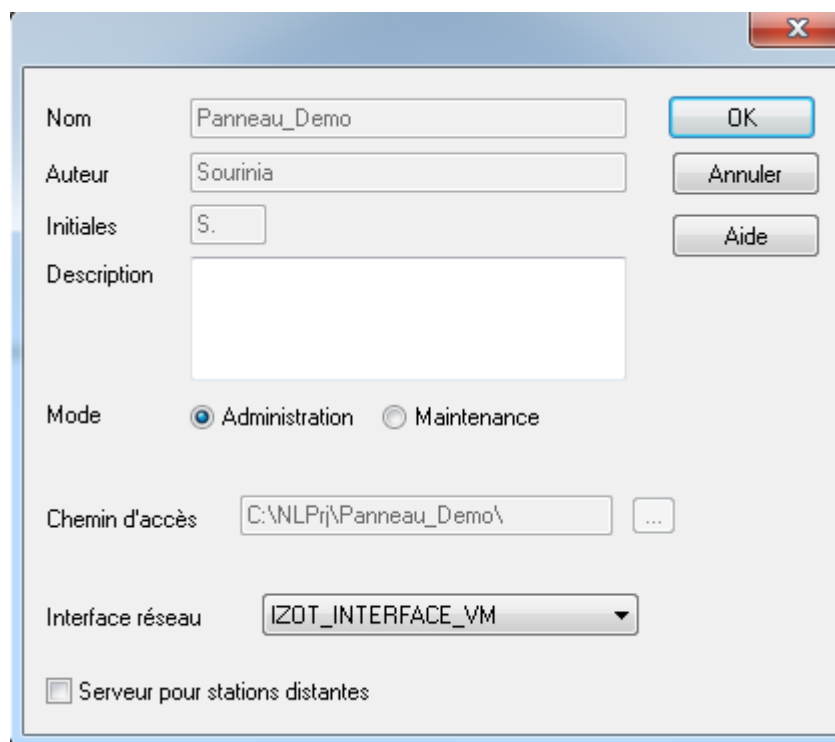 Nom
Panneau_Demo
OK
Auteur
Sourinia
Annuler
Initiales
S.
Aide
Description
Mode
Administration
Maintenance
Chemin d'accès
C:\NLPrj\Panneau_Demo\
...
Interface réseau
IZOT_INTERFACE_VM
Serveur pour stations distantes